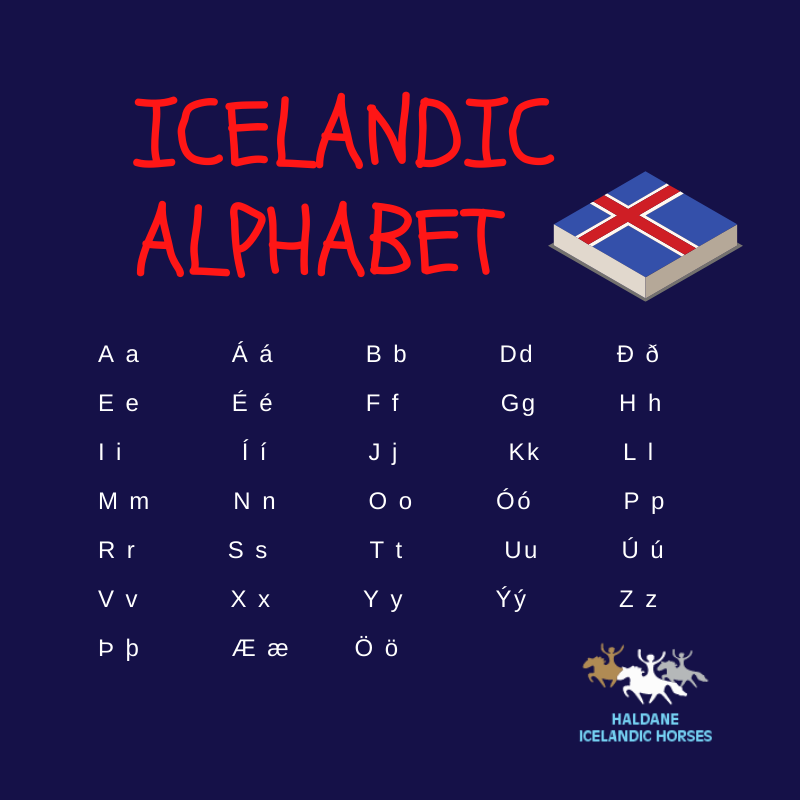 ICELANDIC
ALPHABET
A a Á á B b Dd Ð ð
E e É é F f Gg H h
I i Í í J j Kk L l
M m N n O o Óó P p
R r S s T t Uu Ú ú
V v X x Y y Ýý Z z
Þ þ Æ æ Ö ö
HALDANE
ICELANDIC HORSES